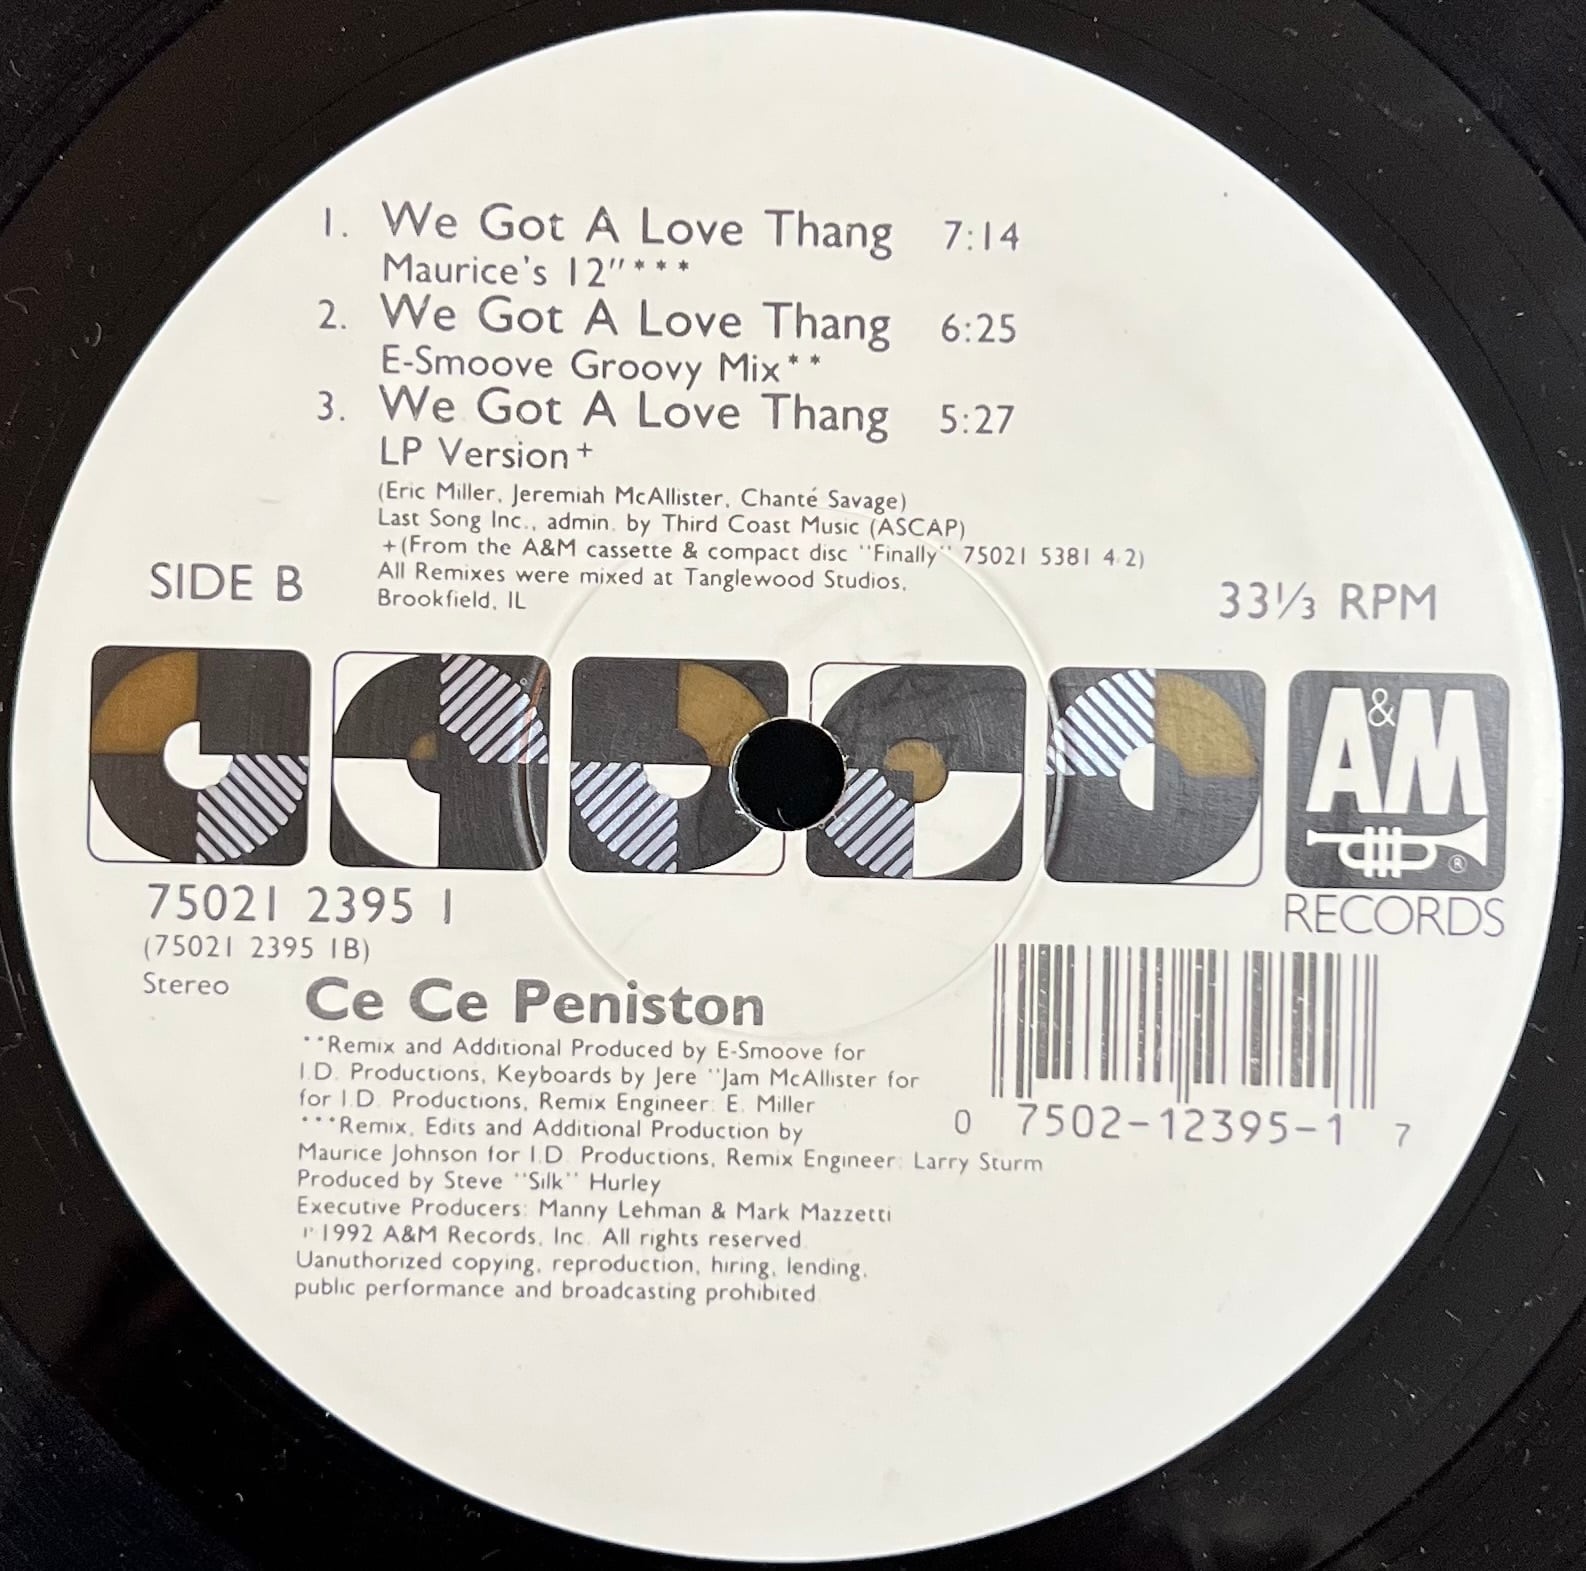 1. We Got A Love Thang 7:14
Maurice's 12" ***
2. We Got A Love Thang 6:25
E-Smoove Groovy Mix**
3. We Got A Love Thang 5:27
LP Version+
(Eric Miller, Jeremiah McAllister, Chanté Savage)
Last Song Inc., admin. by Third Coast Music (ASCAP)
+(From the A&M cassette & compact disc "Finally" 75021 5381 4/2)
All Remixes were mixed at Tanglewood Studios,
Brookfield, IL
SIDE B
33⅓ RPM
A&M
®
RECORDS
75021 2395 1
(75021 2395 1B)
Stereo
Ce Ce Peniston
**Remix and Additional Produced by E-Smoove for
I.D. Productions, Keyboards by Jere "Jam McAllister for
for I.D. Productions, Remix Engineer: E. Miller
***Remix, Edits and Additional Production by
Maurice Johnson for I.D. Productions, Remix Engineer: Larry Sturm
Produced by Steve "Silk" Hurley
Executive Producers: Manny Lehman & Mark Mazzetti
℗ 1992 A&M Records, Inc. All rights reserved.
Uanuthorized copying, reproduction, hiring, lending,
public performance and broadcasting prohibited.
0 7502-12395-1 7